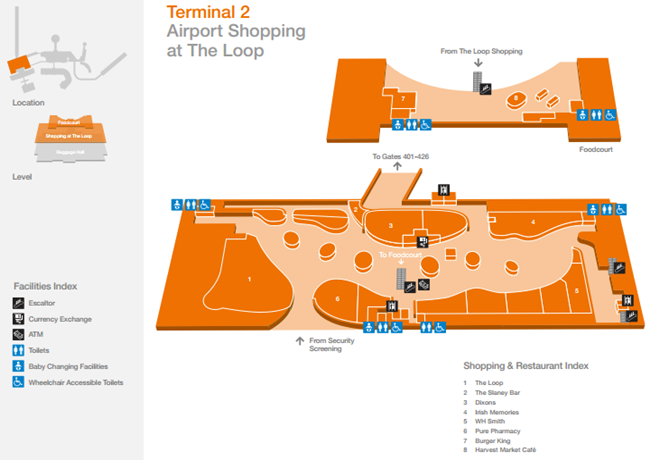 Terminal 2
Airport Shopping
at The Loop
Location
Foodcourt
Shopping at The Loop
Baggage Hall
Level
Facilities Index
Escaltor
Currency Exchange
ATM
Toilets
Baby Changing Facilities
Wheelchair Accessible Toilets
From The Loop Shopping
7
8
Foodcourt
To Gates 401–426
2
3
4
To Foodcourt
1
6
5
From Security
Screening
Shopping & Restaurant Index
1 The Loop
2 The Slaney Bar
3 Dixons
4 Irish Memories
5 WH Smith
6 Pure Pharmacy
7 Burger King
8 Harvest Market Café